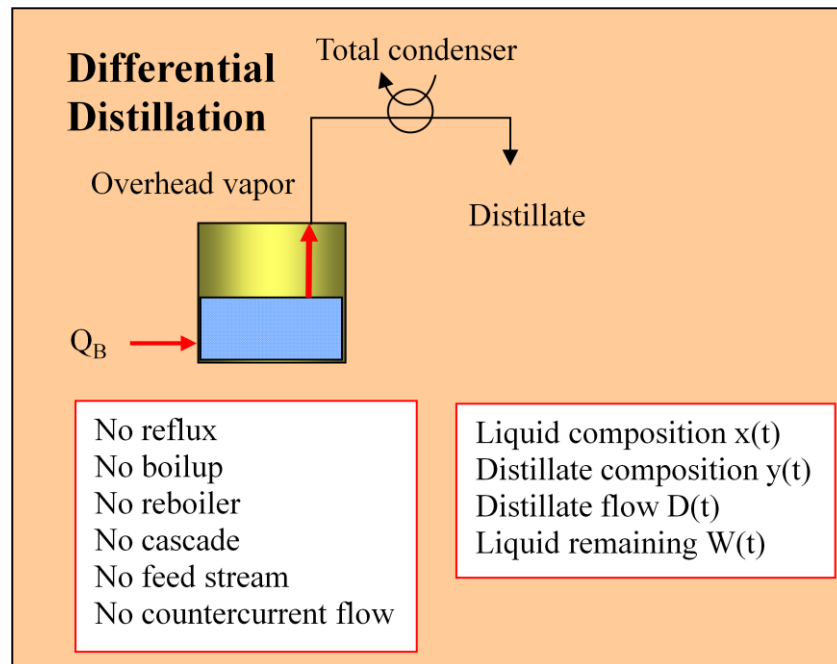 Differential
Distillation
Total condenser
Overhead vapor
Distillate
Q_B
No reflux
No boilup
No reboiler
No cascade
No feed stream
No countercurrent flow
Liquid composition x(t)
Distillate composition y(t)
Distillate flow D(t)
Liquid remaining W(t)